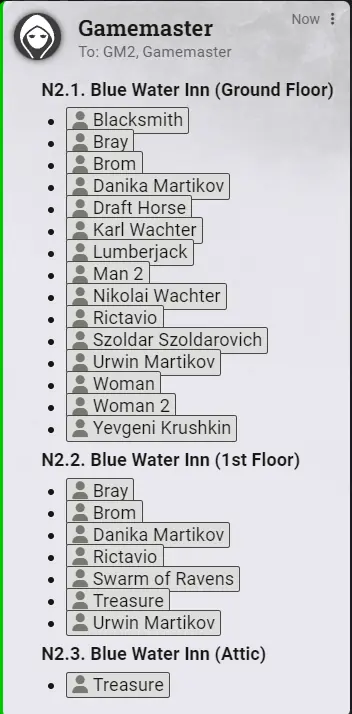 Gamemaster
Now
To: GM2, Gamemaster
N2.1. Blue Water Inn (Ground Floor)
Blacksmith
Bray
Brom
Danika Martikov
Draft Horse
Karl Wachter
Lumberjack
Man 2
Nikolai Wachter
Rictavio
Szoldar Szoldarovich
Urwin Martikov
Woman
Woman 2
Yevgeni Krushkin
N2.2. Blue Water Inn (1st Floor)
Bray
Brom
Danika Martikov
Rictavio
Swarm of Ravens
Treasure
Urwin Martikov
N2.3. Blue Water Inn (Attic)
Treasure